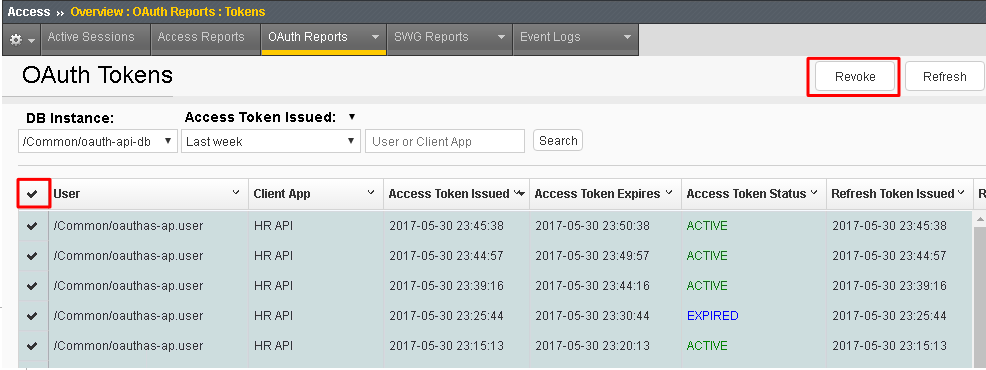 Access » Overview : OAuth Reports : Tokens
Active Sessions Access Reports OAuth Reports SWG Reports Event Logs
OAuth Tokens Revoke Refresh
DB Instance: Access Token Issued:
/Common/oauth-api-db Last week User or Client App Search
User Client App Access Token Issued Access Token Expires Access Token Status Refresh Token Issued R
/Common/oauthas-ap.user HR API 2017-05-30 23:45:38 2017-05-30 23:50:38 ACTIVE 2017-05-30 23:45:38
/Common/oauthas-ap.user HR API 2017-05-30 23:44:57 2017-05-30 23:49:57 ACTIVE 2017-05-30 23:44:57
/Common/oauthas-ap.user HR API 2017-05-30 23:39:16 2017-05-30 23:44:16 ACTIVE 2017-05-30 23:39:16
/Common/oauthas-ap.user HR API 2017-05-30 23:25:44 2017-05-30 23:30:44 EXPIRED 2017-05-30 23:25:44
/Common/oauthas-ap.user HR API 2017-05-30 23:15:13 2017-05-30 23:20:13 ACTIVE 2017-05-30 23:15:13